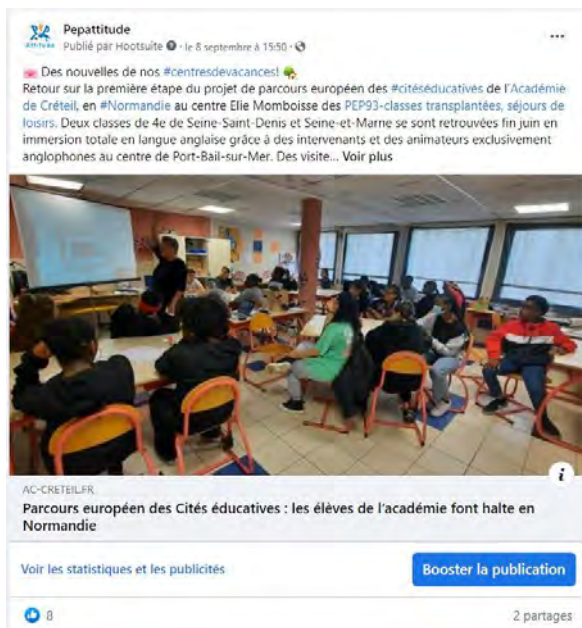 Pepattitude
Attitude
Publié par Hootsuite · le 8 septembre à 15:50 ·
Des nouvelles de nos #centresdevacances!
Retour sur la première étape du projet de parcours européen des #citéséducatives de l'Académie
de Créteil, en #Normandie au centre Elie Momboisse des PEP93-classes transplantées, séjours de
loisirs. Deux classes de 4e de Seine-Saint-Denis et Seine-et-Marne se sont retrouvées fin juin en
immersion totale en langue anglaise grâce à des intervenants et des animateurs exclusivement
anglophones au centre de Port-Bail-sur-Mer. Des visite... Voir plus
AC-CRETEIL.FR
Parcours européen des Cités éducatives : les élèves de l'académie font halte en
Normandie
Voir les statistiques et les publicités
Booster la publication
8
2 partages